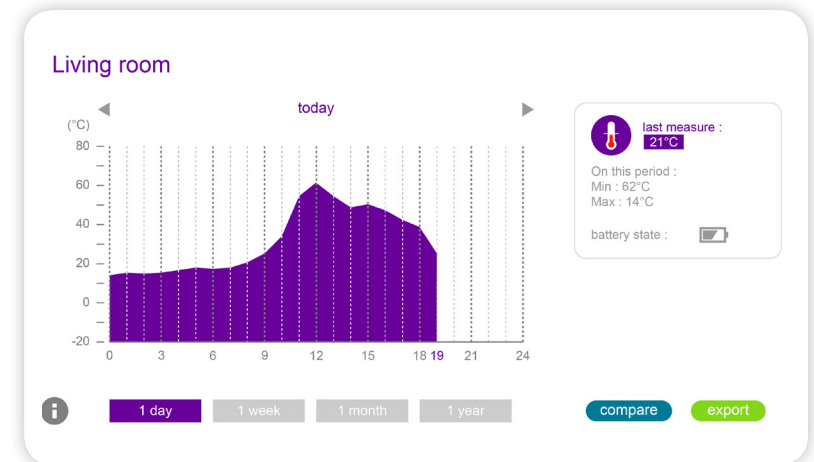 Living room
today
(°C)
80
60
40
20
0
-20
0 3 6 9 12 15 18 19 21 24
last measure :
21°C
On this period :
Min : 62°C
Max : 14°C
battery state :
i
1 day 1 week 1 month 1 year
compare export